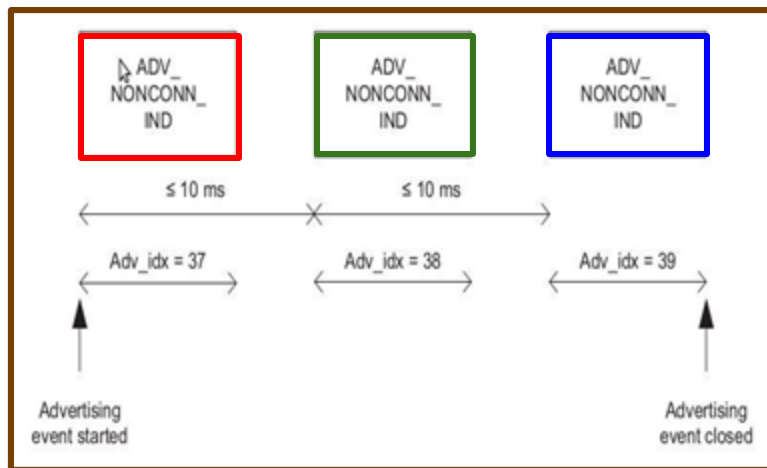 ADV_
NONCONN_
IND
ADV_
NONCONN_
IND
ADV_
NONCONN_
IND
≤ 10 ms
≤ 10 ms
Adv_idx = 37
Adv_idx = 38
Adv_idx = 39
Advertising
event started
Advertising
event closed